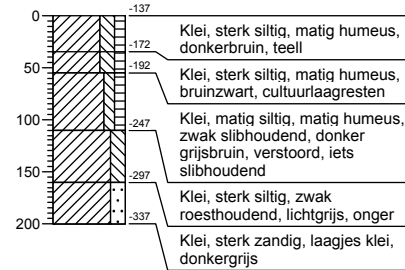 0
50
100
150
200
-137
-172
-192
-247
-297
-337
Klei, sterk siltig, matig humeus,
donkerbruin, teell
Klei, sterk siltig, matig humeus,
bruinzwart, cultuurlaagresten
Klei, matig siltig, matig humeus,
zwak slibhoudend, donker
grijsbruin, verstoord, iets
slibhoudend
Klei, sterk siltig, zwak
roesthoudend, lichtgrijs, onger
Klei, sterk zandig, laagjes klei,
donkergrijs